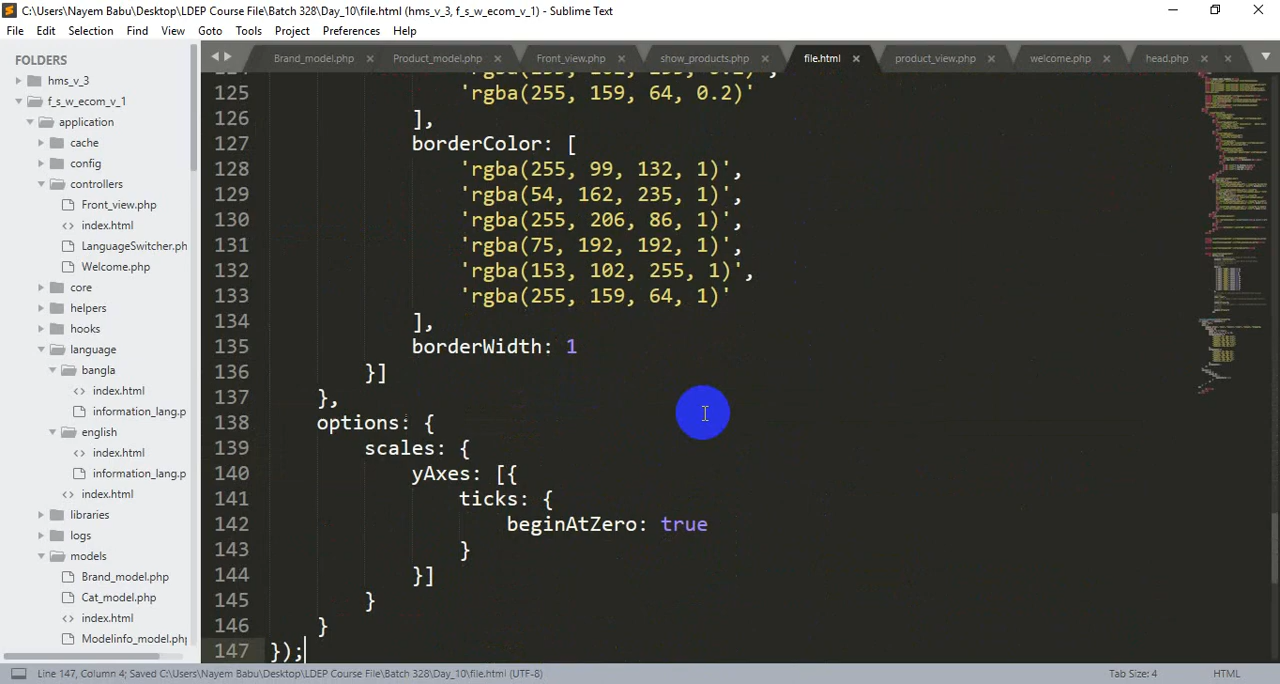 C:\Users\Nayem Babu\Desktop\LDEP Course File\Batch 328\Day_10\file.html (hms_v_3, f_s_w_ecom_v_1) - Sublime Text
File Edit Selection Find View Goto Tools Project Preferences Help
FOLDERS
hms_v_3
f_s_w_ecom_v_1
application
cache
config
controllers
Front_view.php
index.html
LanguageSwitcher.ph
Welcome.php
core
helpers
hooks
language
bangla
index.html
information_lang.p
english
index.html
information_lang.p
index.html
libraries
logs
models
Brand_model.php
Cat_model.php
index.html
Modelinfo_model.php
Brand_model.php Product_model.php Front_view.php show_products.php file.html product_view.php welcome.php head.php
125 'rgba(255, 159, 64, 0.2)'
126 ],
127 borderColor: [
128 'rgba(255, 99, 132, 1)',
129 'rgba(54, 162, 235, 1)',
130 'rgba(255, 206, 86, 1)',
131 'rgba(75, 192, 192, 1)',
132 'rgba(153, 102, 255, 1)',
133 'rgba(255, 159, 64, 1)'
134 ],
135 borderWidth: 1
136 }]
137 },
138 options: {
139 scales: {
140 yAxes: [{
141 ticks: {
142 beginAtZero: true
143 }
144 }]
145 }
146 }
147 });
Line 147, Column 4; Saved C:\Users\Nayem Babu\Desktop\LDEP Course File\Batch 328\Day_10\file.html (UTF-8) Tab Size: 4 HTML